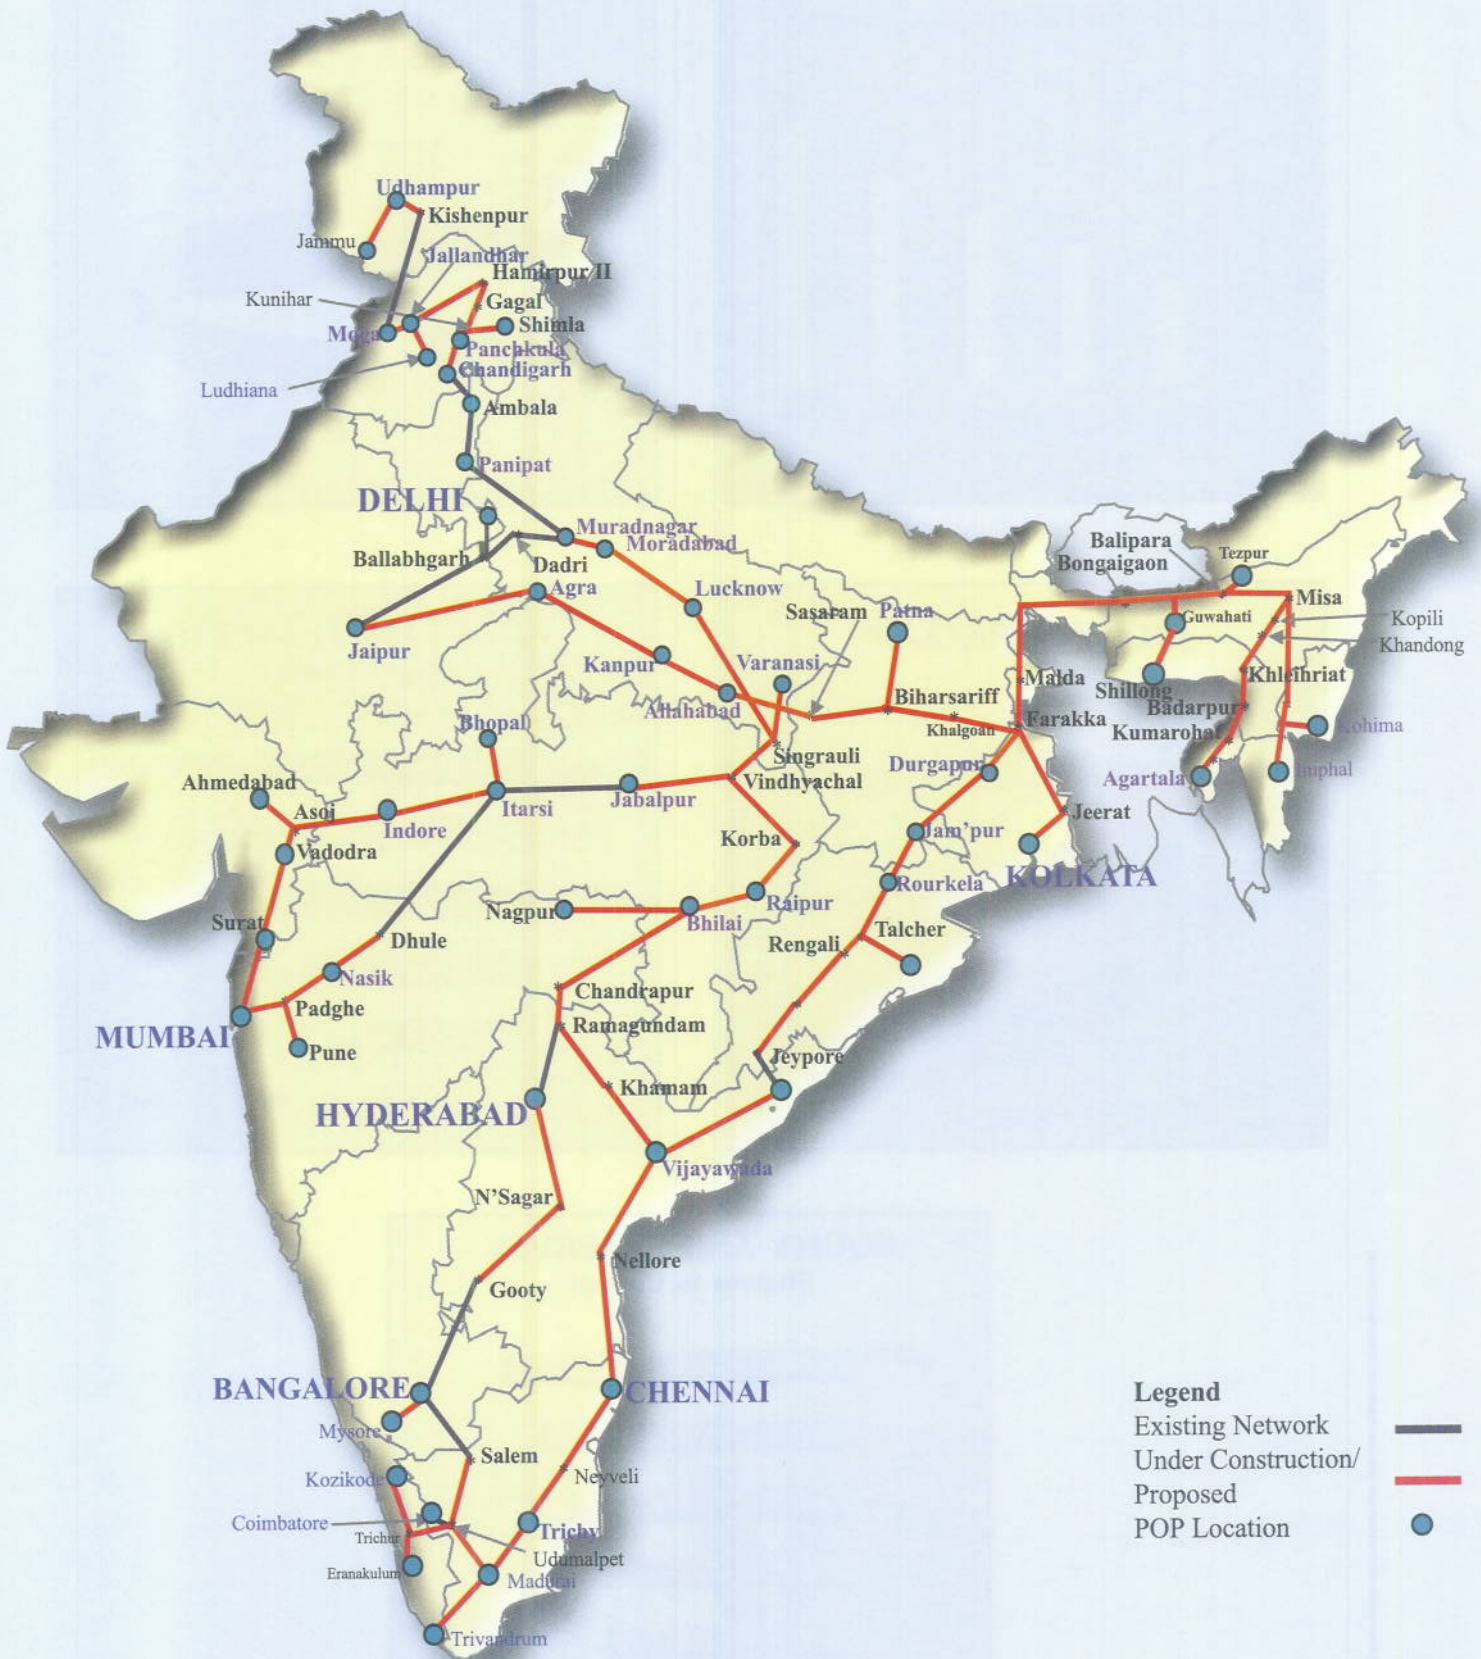 Udhampur
Kishenpur
Jammu
Jallandhar
Hamirpur II
Kunihar
Gagal
Moga
Shimla
Panchkula
Chandigarh
Ludhiana
Ambala
Panipat
DELHI
Muradnagar
Moradabad
Ballabhgarh
Dadri
Agra
Lucknow
Sasaram
Patna
Balipara
Bongaigaon
Tezpur
Misa
Guwahati
Kopili
Khandong
Jaipur
Kanpur
Varanasi
Malda
Shillong
Khleihriat
Allahabad
Biharsariff
Badarpur
Bhopal
Khalgoan
Farakka
Kumarohat
Kohima
Singrauli
Durgapur
Agartala
Imphal
Ahmedabad
Vindhyachal
Asoj
Indore
Itarsi
Jabalpur
Jeerat
Vadodra
Korba
Jam'pur
KOLKATA
Rourkela
Surat
Nagpur
Bhilai
Raipur
Dhule
Rengali
Talcher
Nasik
Chandrapur
Padghe
MUMBAI
Ramagundam
Pune
Jeypore
Khamam
HYDERABAD
Vijayawada
N'Sagar
Nellore
Gooty
BANGALORE
CHENNAI
Mysore
Salem
Kozikode
Neyveli
Coimbatore
Trichur
Trichy
Udumalpet
Eranakulum
Madurai
Trivandrum
Legend
Existing Network
Under Construction/
Proposed
POP Location